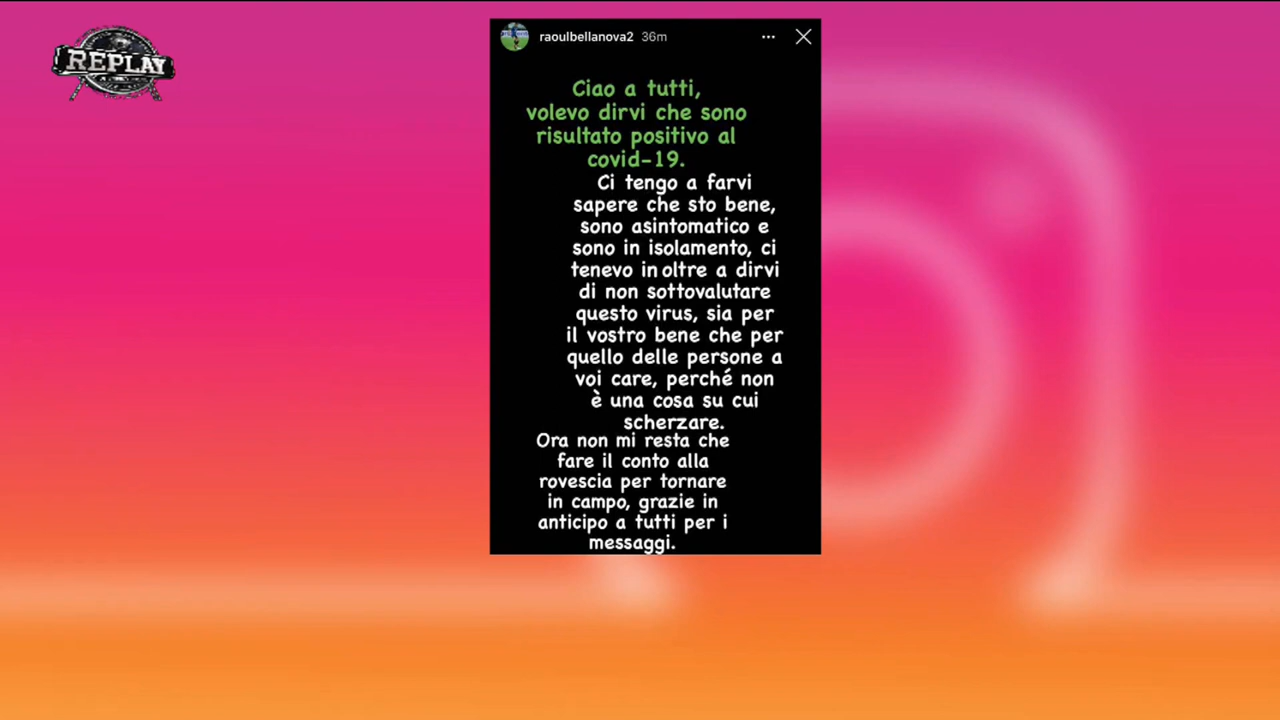 REPLAY
raoulbellanova2 36m
Ciao a tutti,
volevo dirvi che sono
risultato positivo al
covid-19.
Ci tengo a farvi
sapere che sto bene,
sono asintomatico e
sono in isolamento, ci
tenevo inoltre a dirvi
di non sottovalutare
questo virus, sia per
il vostro bene che per
quello delle persone a
voi care, perché non
è una cosa su cui
scherzare.
Ora non mi resta che
fare il conto alla
rovescia per tornare
in campo, grazie in
anticipo a tutti per i
messaggi.